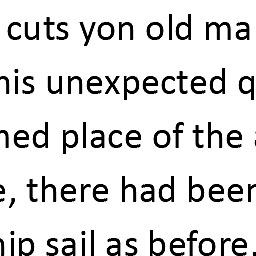 cuts yon old ma
his unexpected q
ned place of the a
e, there had been
hip sail as before.